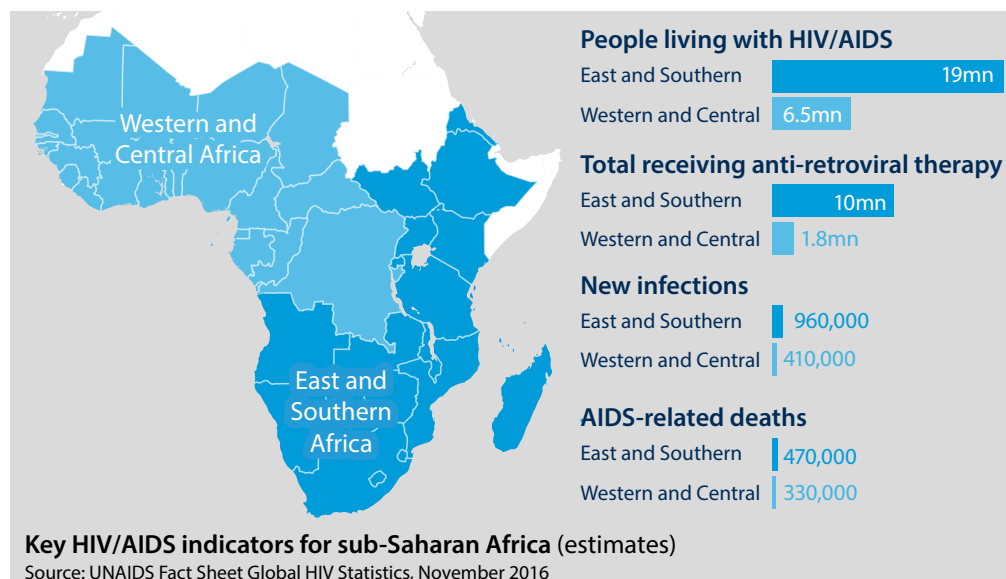 Western and
Central Africa
East and
Southern
Africa
People living with HIV/AIDS
East and Southern 19mn
Western and Central 6.5mn
Total receiving anti-retroviral therapy
East and Southern 10mn
Western and Central 1.8mn
New infections
East and Southern 960,000
Western and Central 410,000
AIDS-related deaths
East and Southern 470,000
Western and Central 330,000
Key HIV/AIDS indicators for sub-Saharan Africa (estimates)
Source: UNAIDS Fact Sheet Global HIV Statistics, November 2016